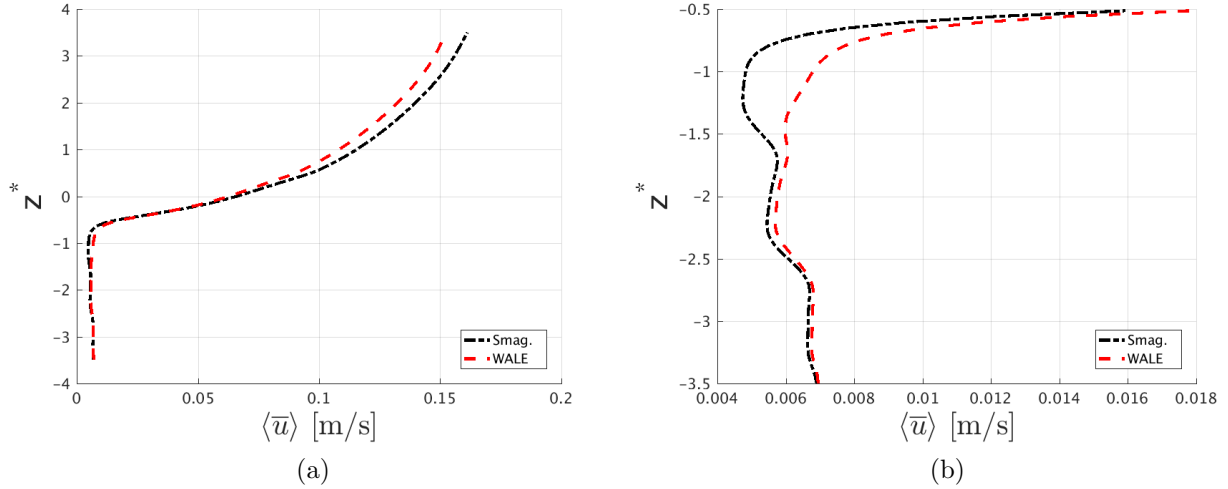 4
3
2
1
0
-1
-2
-3
-4
z*
0
0.05
0.1
0.15
0.2
⟨u̅⟩ [m/s]
Smag.
WALE
(a)
-0.5
-1
-1.5
-2
-2.5
-3
-3.5
z*
0.004
0.006
0.008
0.01
0.012
0.014
0.016
0.018
⟨u̅⟩ [m/s]
Smag.
WALE
(b)